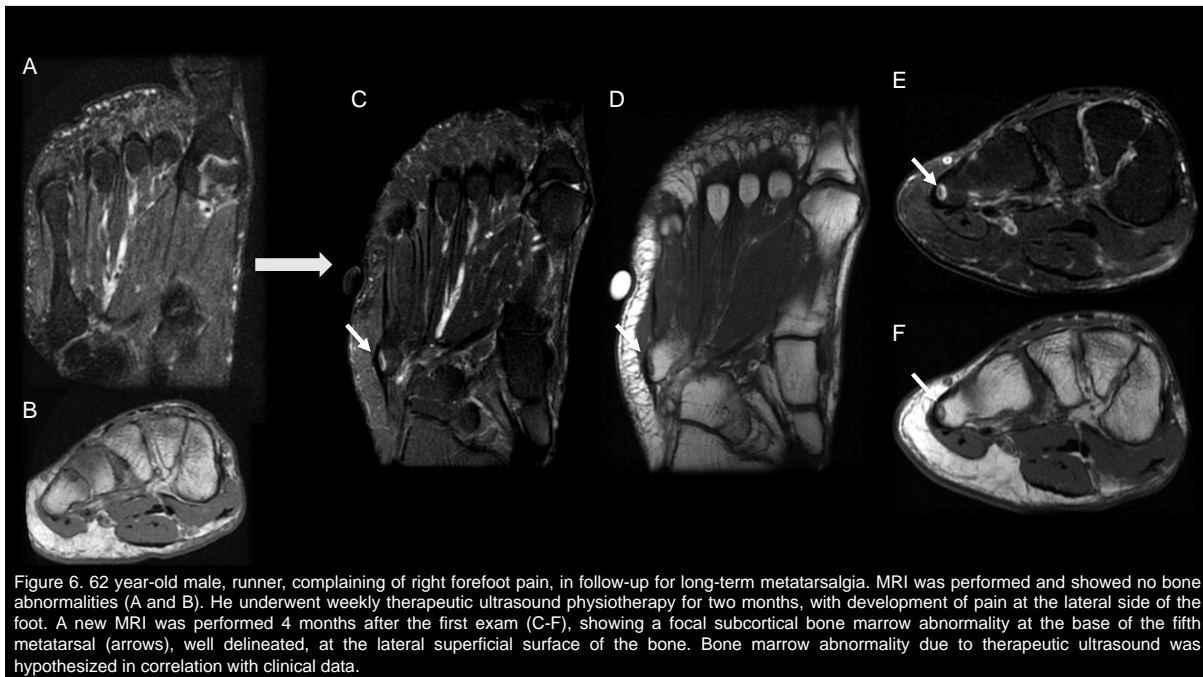 A
C
D
E
B
F
Figure 6. 62 year-old male, runner, complaining of right forefoot pain, in follow-up for long-term metatarsalgia. MRI was performed and showed no bone
abnormalities (A and B). He underwent weekly therapeutic ultrasound physiotherapy for two months, with development of pain at the lateral side of the
foot. A new MRI was performed 4 months after the first exam (C-F), showing a focal subcortical bone marrow abnormality at the base of the fifth
metatarsal (arrows), well delineated, at the lateral superficial surface of the bone. Bone marrow abnormality due to therapeutic ultrasound was
hypothesized in correlation with clinical data.